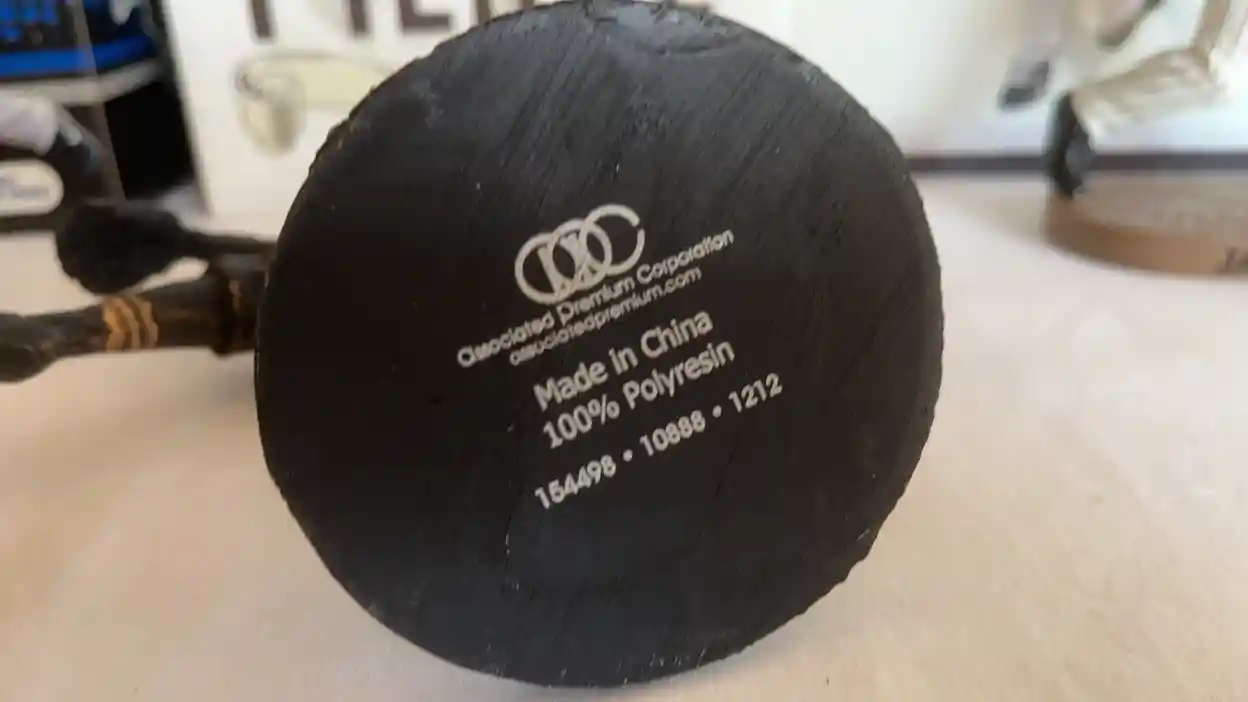 associated Premium Corporation
associatedpremium.com
Made in China
100% Polyresin
154498 • 10888 • 1212